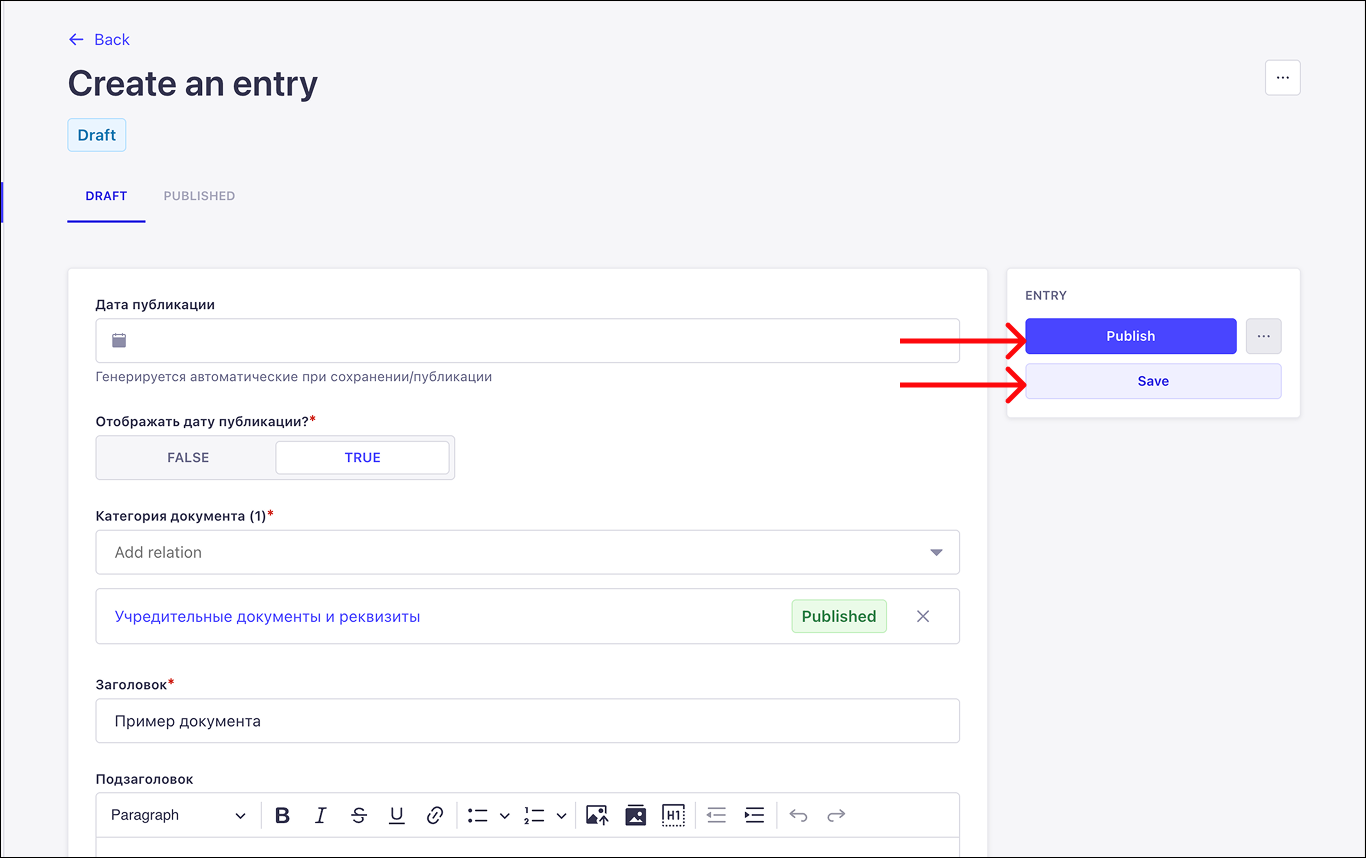 Back
Create an entry
...
Draft
DRAFT
PUBLISHED
Дата публикации
Генерируется автоматические при сохранении/публикации
Отображать дату публикации?*
FALSE
TRUE
Категория документа (1)*
Add relation
Учредительные документы и реквизиты
Published
Заголовок*
Пример документа
Подзаголовок
Paragraph
B I S U
H1
ENTRY
Publish
...
Save